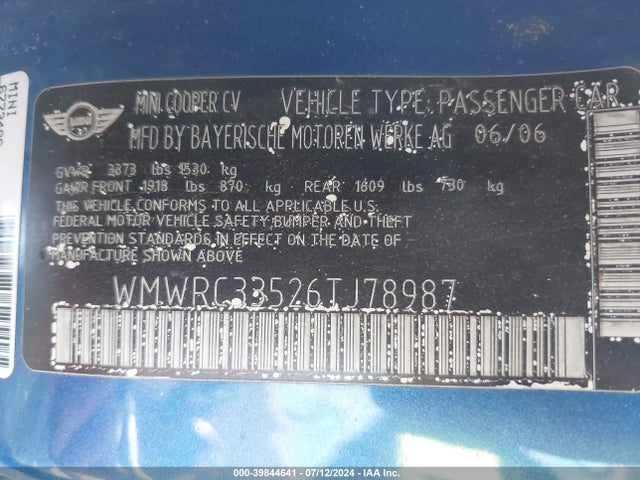 MINI
MINI COOPER CV VEHICLE TYPE: PASSENGER CAR
MFD BY BAYERISCHE MOTOREN WERKE AG 06/06
GVWR 3373 lbs 1530 kg
GAWR FRONT 1918 lbs 870 kg REAR 1609 lbs 730 kg
THIS VEHICLE CONFORMS TO ALL APPLICABLE U.S.
FEDERAL MOTOR VEHICLE SAFETY, BUMPER AND THEFT
PREVENTION STANDARDS IN EFFECT ON THE DATE OF
MANUFACTURE SHOWN ABOVE.
WMWRC33526TJ78987
000-39844641 - 07/12/2024 - IAA Inc.